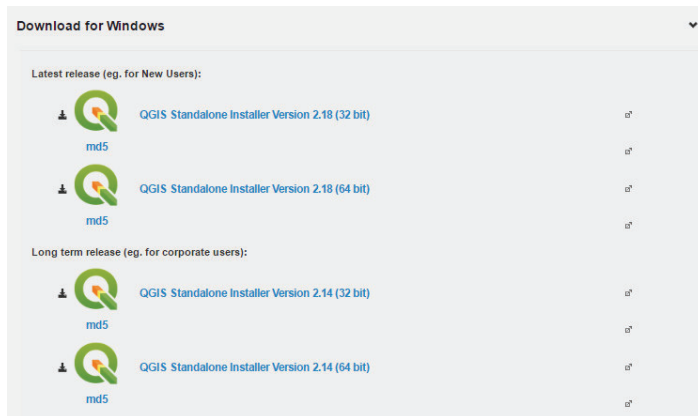 Download for Windows
Latest release (eg. for New Users):
QGIS Standalone Installer Version 2.18 (32 bit)
md5
QGIS Standalone Installer Version 2.18 (64 bit)
md5
Long term release (eg. for corporate users):
QGIS Standalone Installer Version 2.14 (32 bit)
md5
QGIS Standalone Installer Version 2.14 (64 bit)
md5